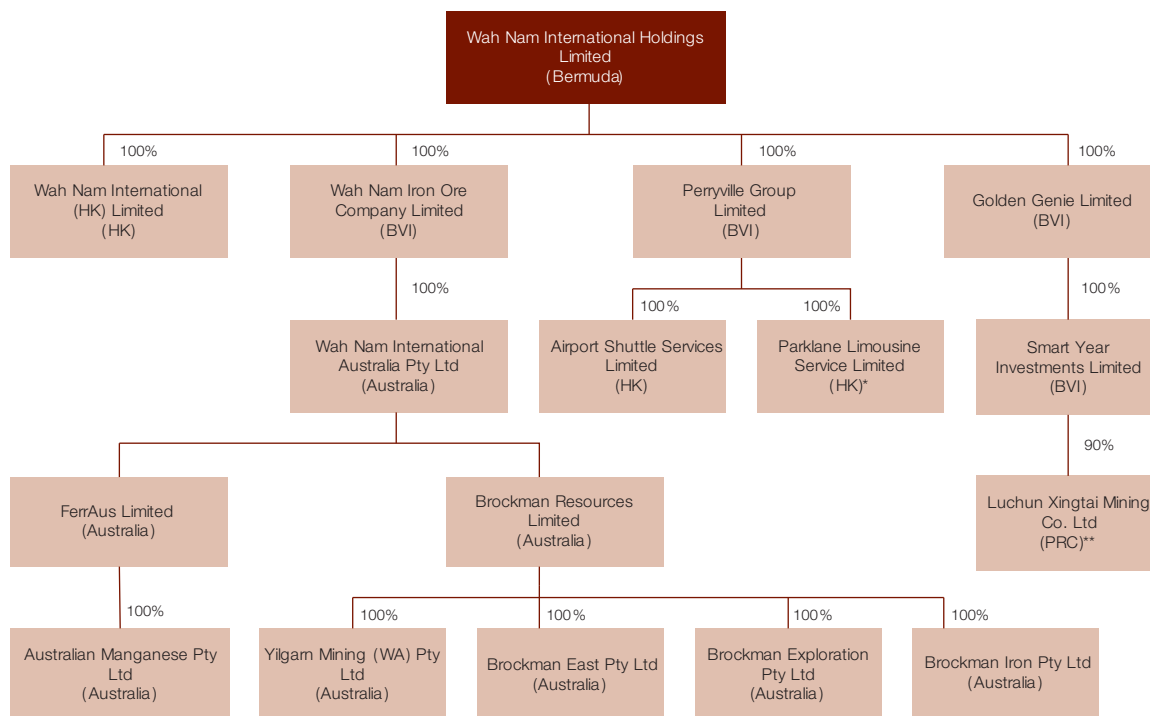 Wah Nam International Holdings
Limited
(Bermuda)
100%
100%
100%
100%
Wah Nam International
(HK) Limited
(HK)
Wah Nam Iron Ore
Company Limited
(BVI)
Perryville Group
Limited
(BVI)
Golden Genie Limited
(BVI)
100%
100%
100%
100%
Wah Nam International
Australia Pty Ltd
(Australia)
Airport Shuttle Services
Limited
(HK)
Parklane Limousine
Service Limited
(HK)*
Smart Year
Investments Limited
(BVI)
90%
FerrAus Limited
(Australia)
Brockman Resources
Limited
(Australia)
Luchun Xingtai Mining
Co. Ltd
(PRC)**
100%
100%
100%
100%
100%
Australian Manganese Pty
Ltd
(Australia)
Yilgarn Mining (WA) Pty
Ltd
(Australia)
Brockman East Pty Ltd
(Australia)
Brockman Exploration
Pty Ltd
(Australia)
Brockman Iron Pty Ltd
(Australia)